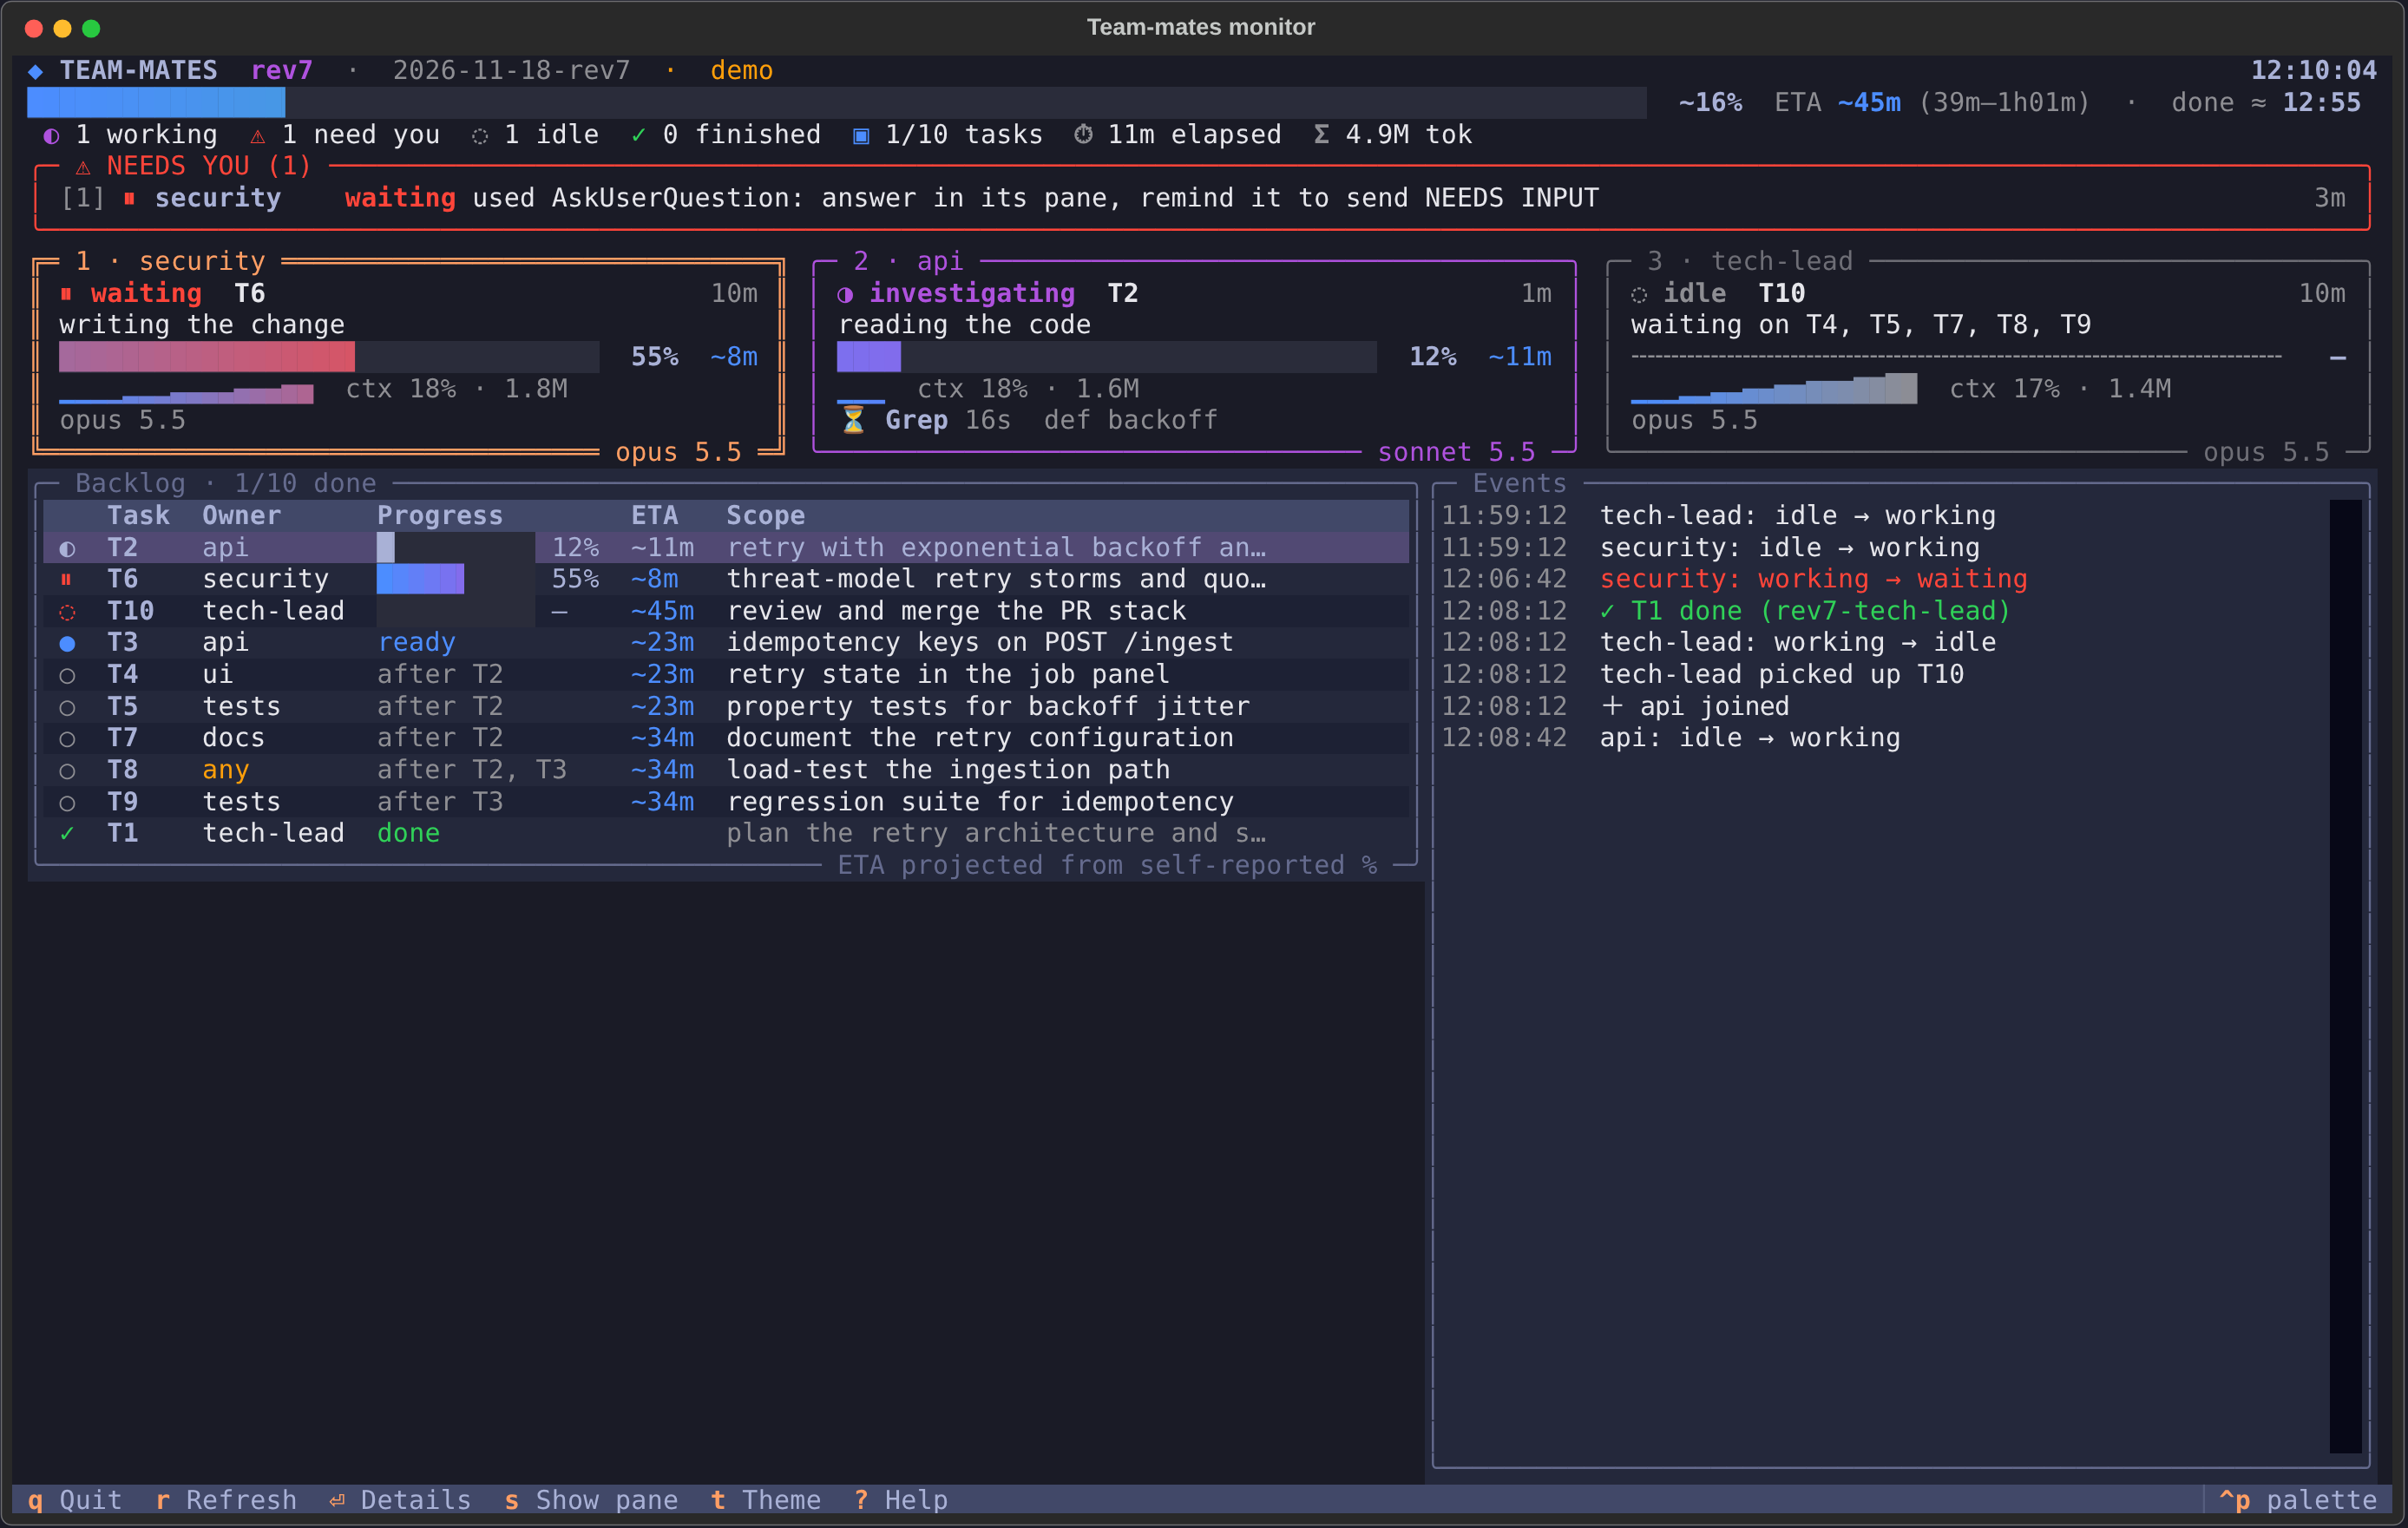 Team-mates monitor
◆ TEAM-MATES rev7 · 2026-11-18-rev7 · demo 12:10:04
~16% ETA ~45m (39m–1h01m) · done ≈ 12:55
◐ 1 working ⚠ 1 need you ◌ 1 idle ✓ 0 finished ▣ 1/10 tasks ⏱ 11m elapsed Σ 4.9M tok
⚠ NEEDS YOU (1)
[1] ⏸ security waiting used AskUserQuestion: answer in its pane, remind it to send NEEDS INPUT 3m
1 · security
⏸ waiting T6 10m
writing the change
55% ~8m
ctx 18% · 1.8M
opus 5.5
opus 5.5
2 · api
◑ investigating T2 1m
reading the code
12% ~11m
ctx 18% · 1.6M
⏳ Grep 16s def backoff
sonnet 5.5
3 · tech-lead
◌ idle T10 10m
waiting on T4, T5, T7, T8, T9
—
ctx 17% · 1.4M
opus 5.5
opus 5.5
Backlog · 1/10 done
Task Owner Progress ETA Scope
◐ T2 api 12% ~11m retry with exponential backoff an…
⏸ T6 security 55% ~8m threat-model retry storms and quo…
◌ T10 tech-lead — ~45m review and merge the PR stack
● T3 api ready ~23m idempotency keys on POST /ingest
○ T4 ui after T2 ~23m retry state in the job panel
○ T5 tests after T2 ~23m property tests for backoff jitter
○ T7 docs after T2 ~34m document the retry configuration
○ T8 any after T2, T3 ~34m load-test the ingestion path
○ T9 tests after T3 ~34m regression suite for idempotency
✓ T1 tech-lead done plan the retry architecture and s…
ETA projected from self-reported %
Events
11:59:12 tech-lead: idle → working
11:59:12 security: idle → working
12:06:42 security: working → waiting
12:08:12 ✓ T1 done (rev7-tech-lead)
12:08:12 tech-lead: working → idle
12:08:12 tech-lead picked up T10
12:08:12 + api joined
12:08:42 api: idle → working
q Quit r Refresh ⏎ Details s Show pane t Theme ? Help ^p palette